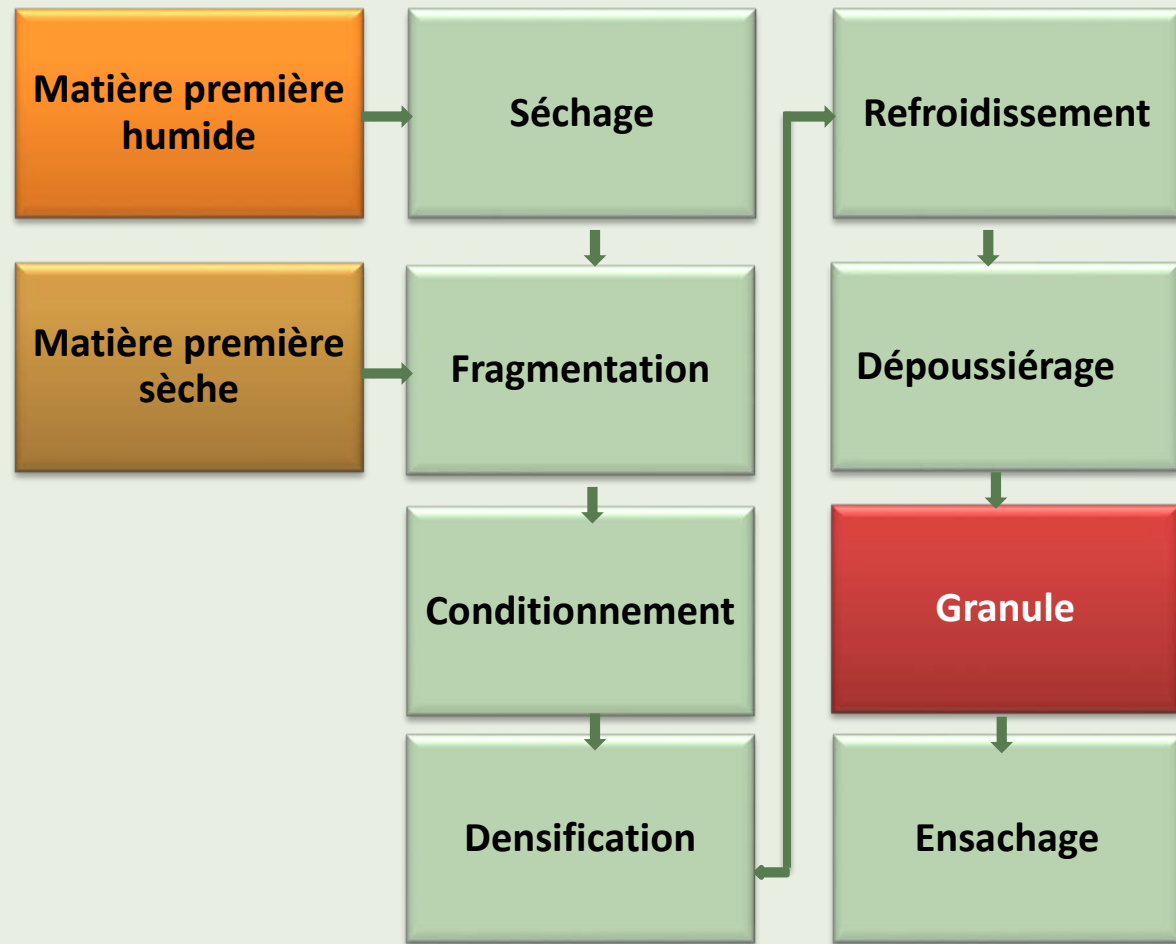 Matière première
humide
Séchage
Matière première
sèche
Fragmentation
Conditionnement
Densification
Refroidissement
Dépoussiérage
Granule
Ensachage